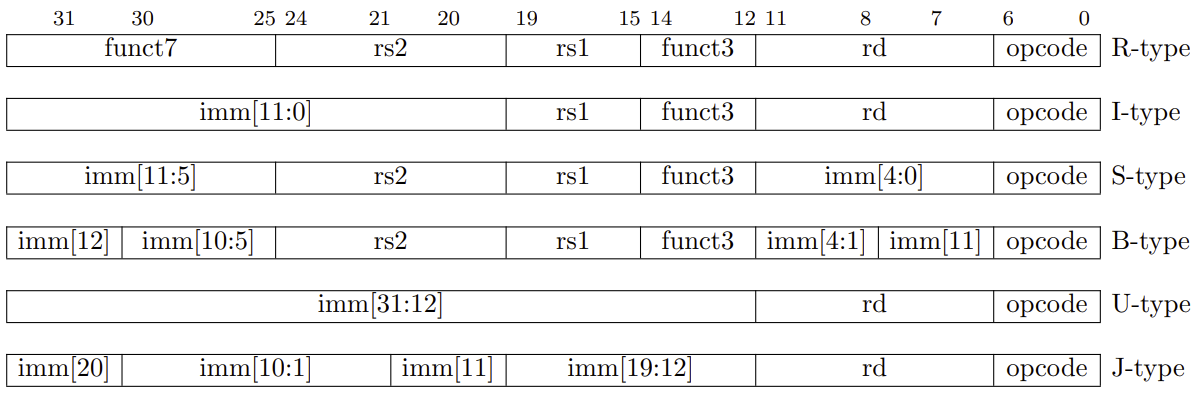 31 30 25 24 21 20 19 15 14 12 11 8 7 6 0
funct7 rs2 rs1 funct3 rd opcode R-type
imm[11:0] rs1 funct3 rd opcode I-type
imm[11:5] rs2 rs1 funct3 imm[4:0] opcode S-type
imm[12] imm[10:5] rs2 rs1 funct3 imm[4:1] imm[11] opcode B-type
imm[31:12] rd opcode U-type
imm[20] imm[10:1] imm[11] imm[19:12] rd opcode J-type